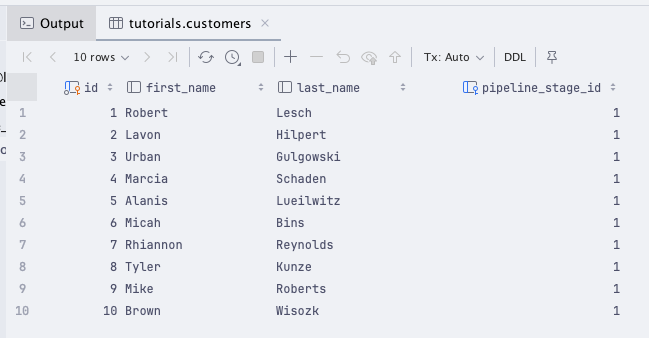 Output tutorials.customers
10 rows Tx: Auto DDL
id first_name last_name pipeline_stage_id
1 1 Robert Lesch 1
2 2 Lavon Hilpert 1
3 3 Urban Gulgowski 1
4 4 Marcia Schaden 1
5 5 Alanis Lueilwitz 1
6 6 Micah Bins 1
7 7 Rhiannon Reynolds 1
8 8 Tyler Kunze 1
9 9 Mike Roberts 1
10 10 Brown Wisozk 1